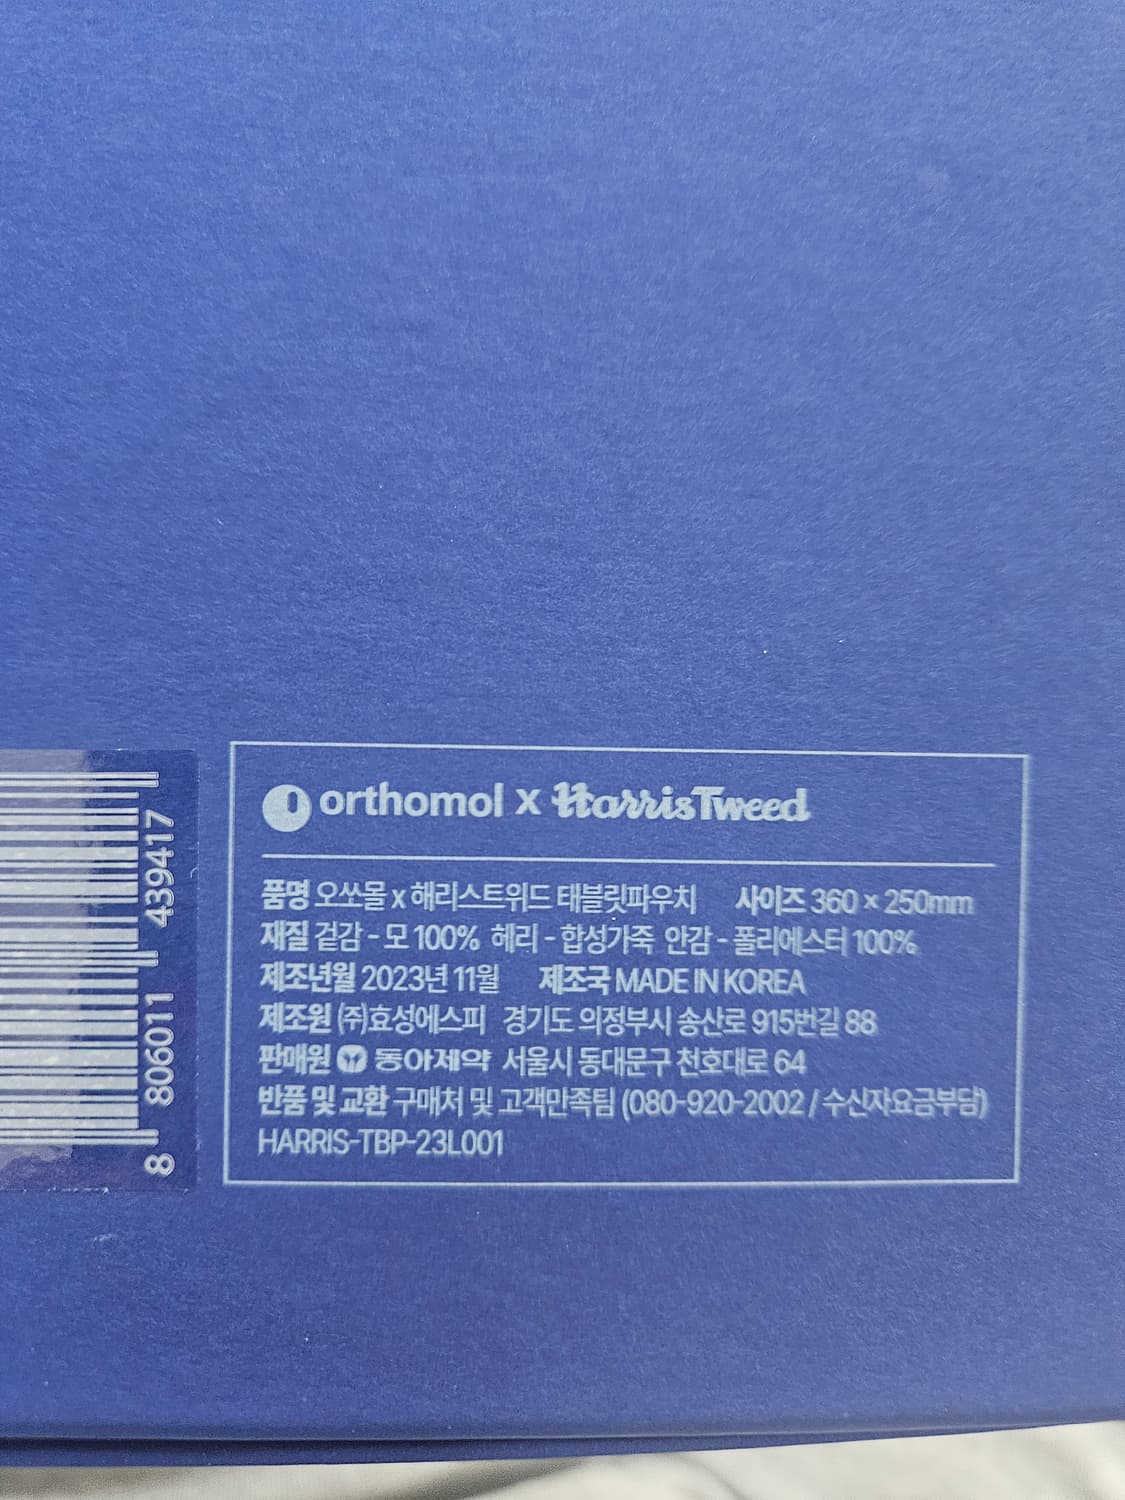 orthomol x Harris Tweed
품명 오쏘몰 x 해리스트위드 태블릿파우치 사이즈 360 × 250mm
재질 겉감 - 모 100% 헤리 - 합성가죽 안감 - 폴리에스터 100%
제조년월 2023년 11월 제조국 MADE IN KOREA
제조원 (주)효성에스피 경기도 의정부시 송산로 915번길 88
판매원 동아제약 서울시 동대문구 천호대로 64
반품 및 교환 구매처 및 고객만족팀 (080-920-2002 / 수신자요금부담)
HARRIS-TBP-23L001
8 806011 439417